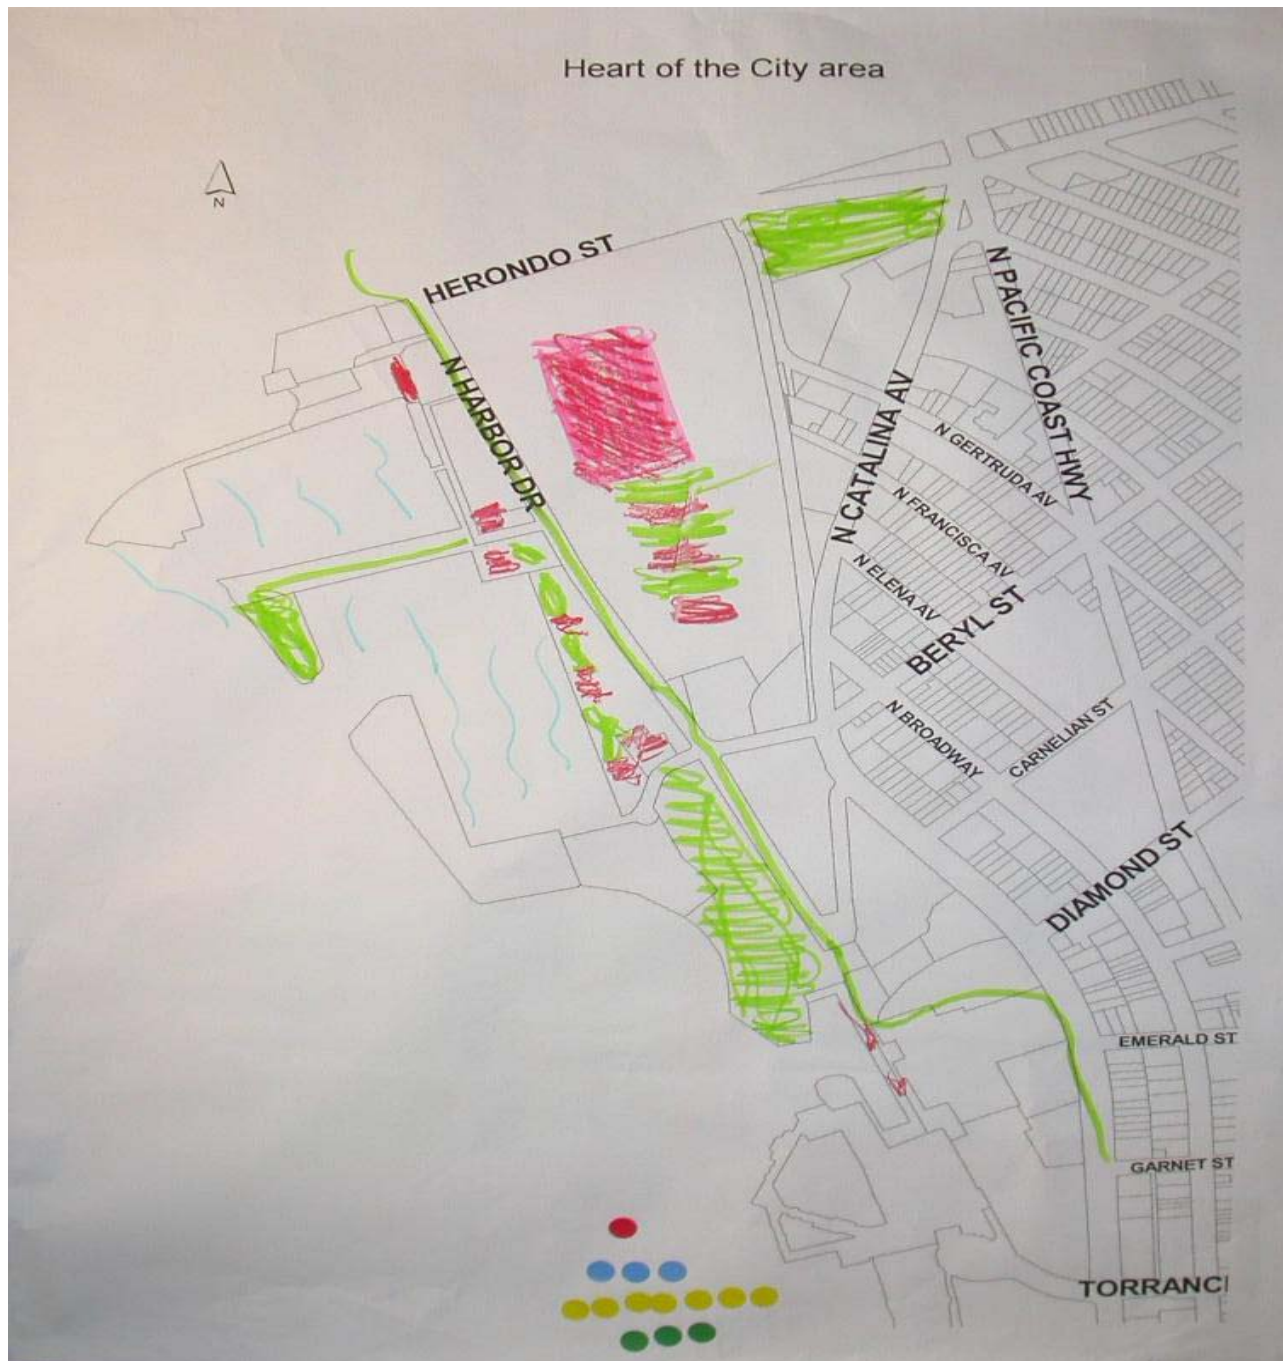 Heart of the City area
N
HERONDO ST
N PACIFIC COAST HWY
N HARBOR DR
N CATALINA AV
N GERTRUDA AV
N FRANCISCA AV
N ELENA AV
BERYL ST
N BROADWAY
CARNELIAN ST
DIAMOND ST
EMERALD ST
GARNET ST
TORRANC